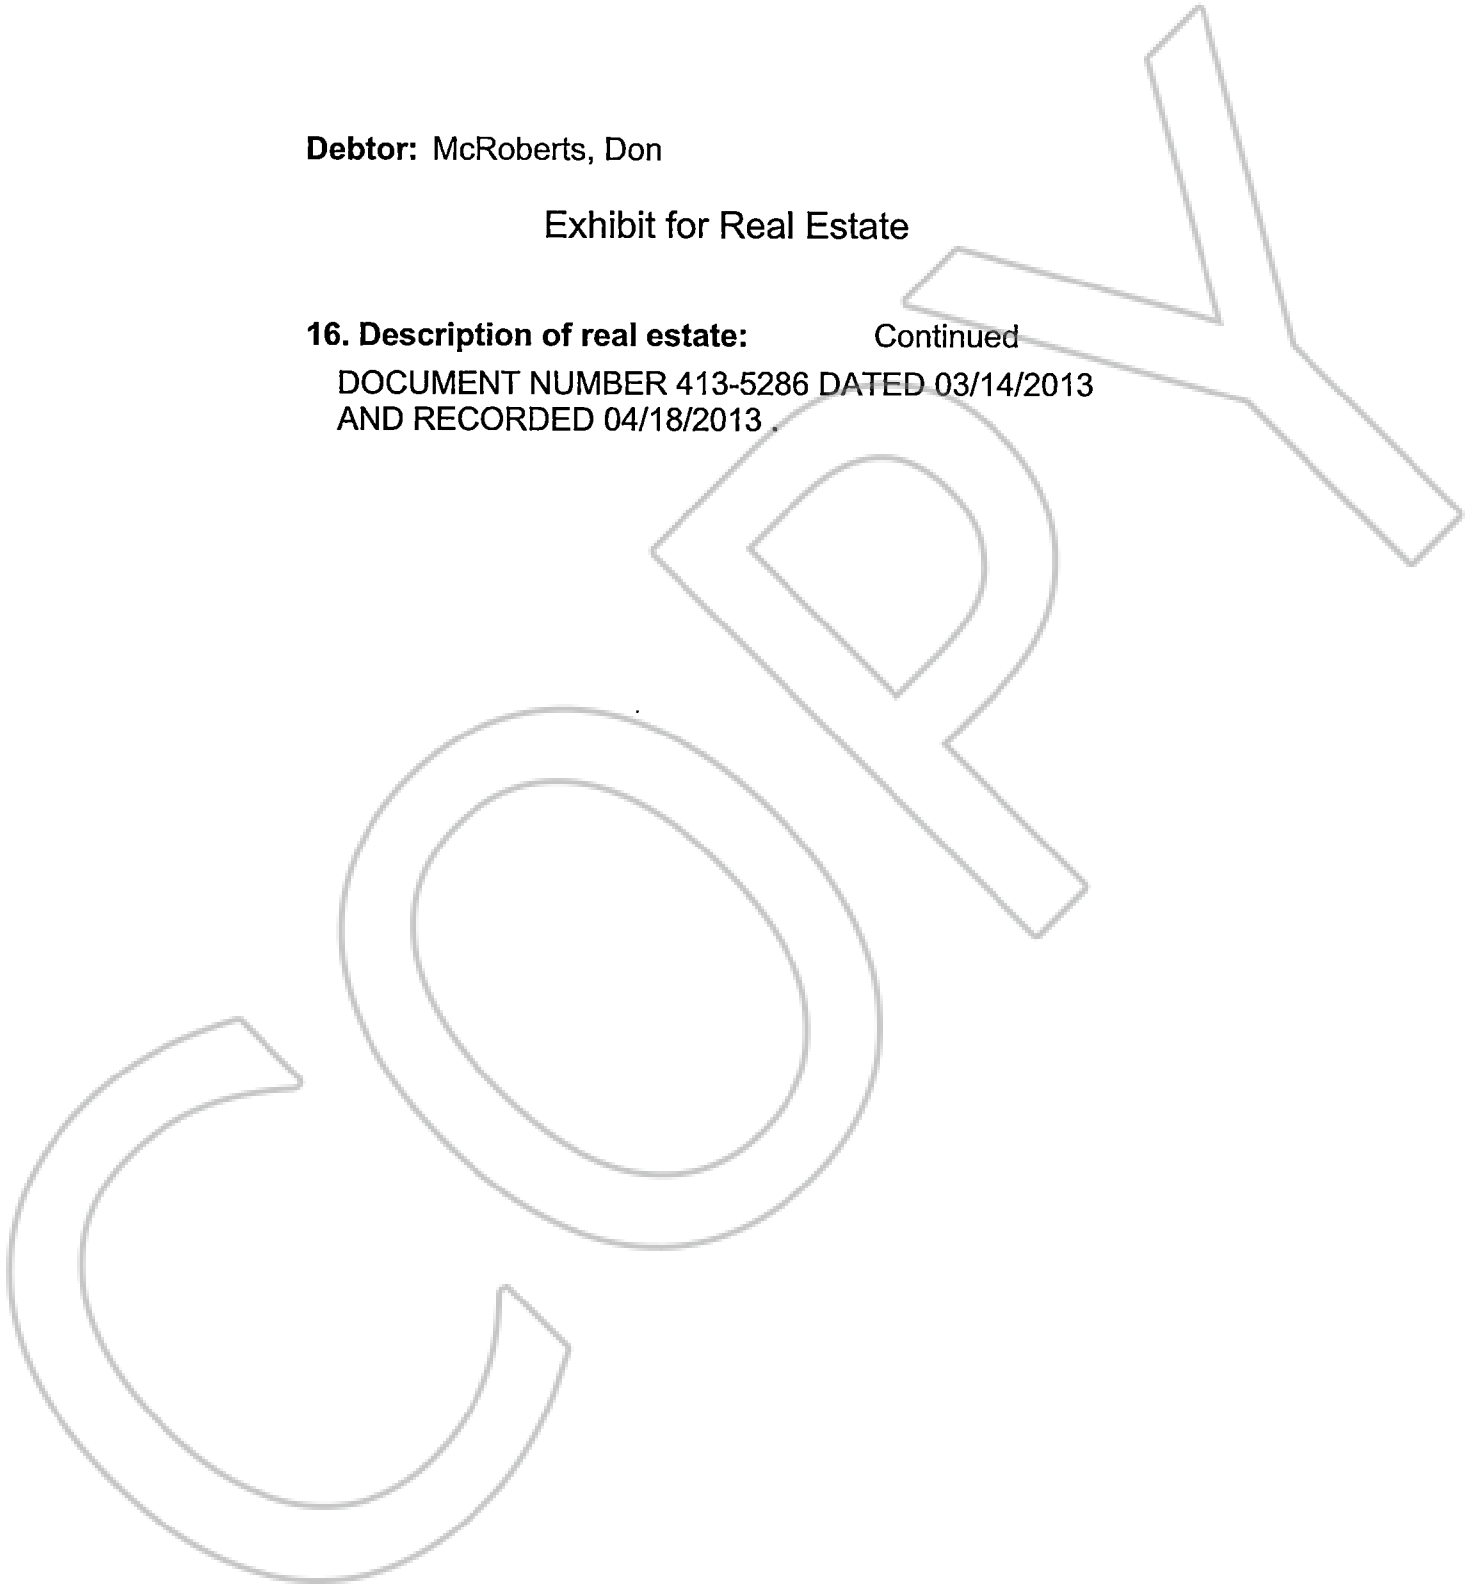 Debtor: McRoberts, Don
Exhibit for Real Estate
16. Description of real estate: Continued
DOCUMENT NUMBER 413-5286 DATED 03/14/2013
AND RECORDED 04/18/2013 .
COPY